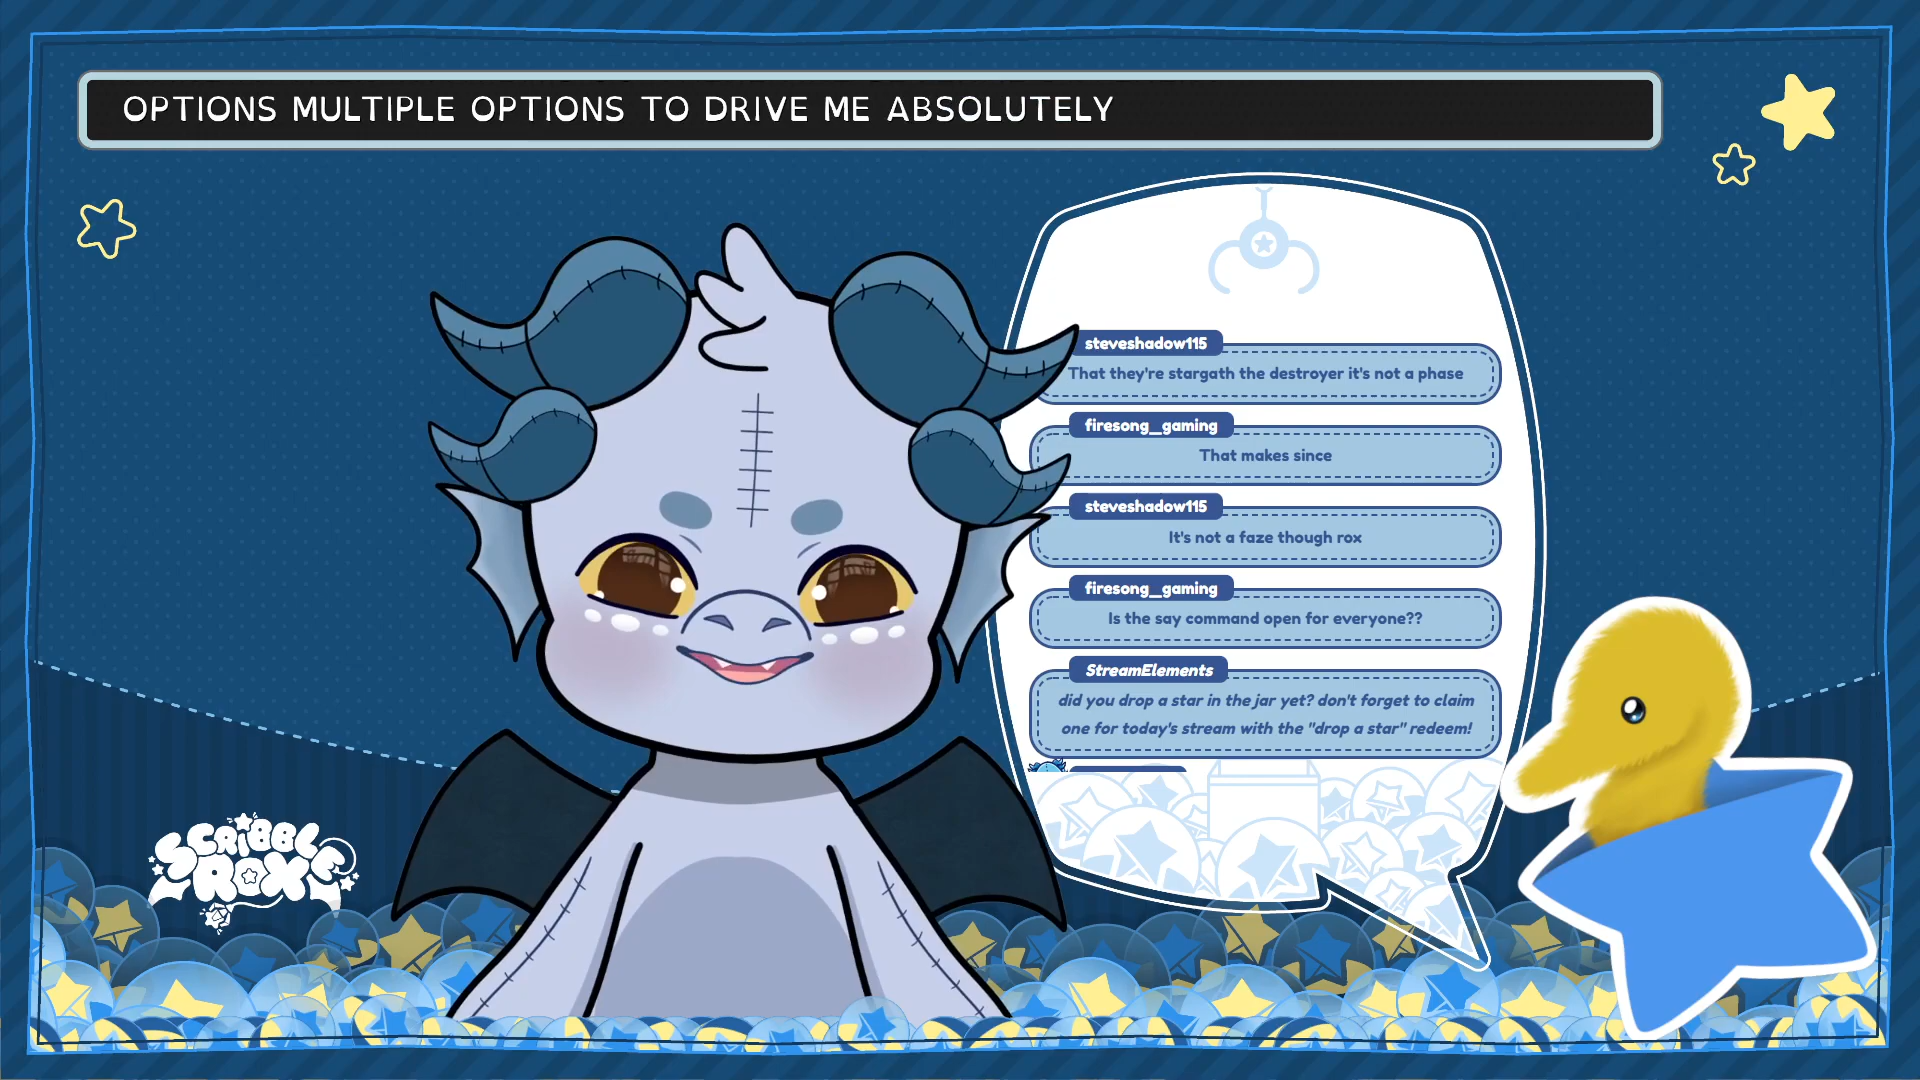 OPTIONS MULTIPLE OPTIONS TO DRIVE ME ABSOLUTELY
steveshadow115
That they're stargath the destroyer it's not a phase
firesong_gaming
That makes since
steveshadow115
It's not a faze though rox
firesong_gaming
Is the say command open for everyone??
StreamElements
did you drop a star in the jar yet? don't forget to claim
one for today's stream with the "drop a star" redeem!
SCRIBBLE
ROX